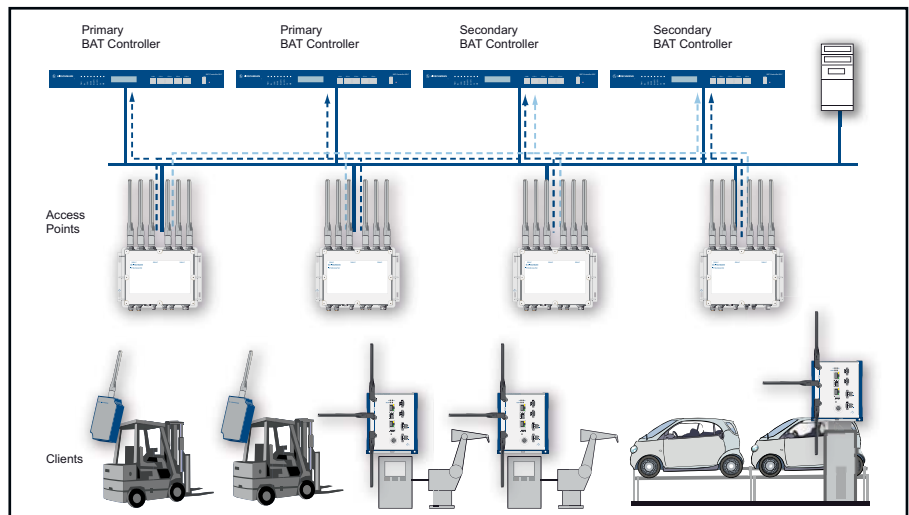 Primary
BAT Controller
Primary
BAT Controller
Secondary
BAT Controller
Secondary
BAT Controller
Access
Points
Clients